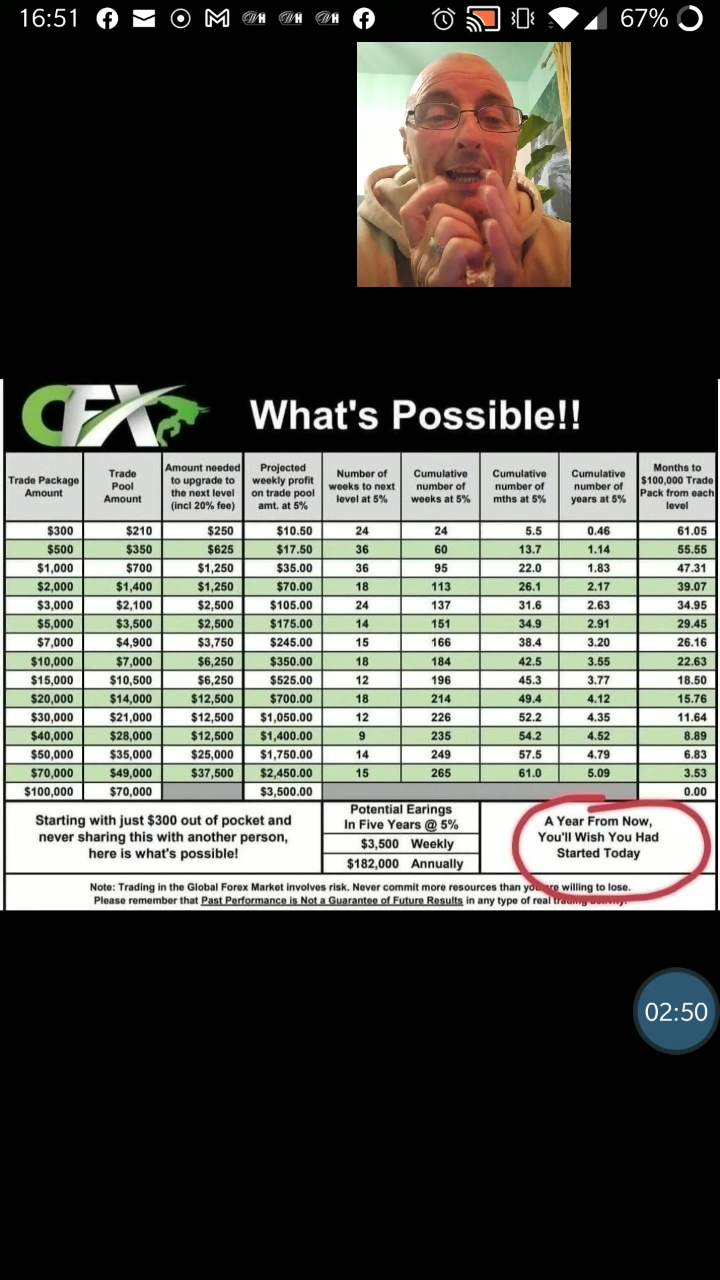 16:51
67%
CFX
What's Possible!!
Trade Package Amount | Trade Pool Amount | Amount needed to upgrade to the next level (incl 20% fee) | Projected weekly profit on trade pool amt. at 5% | Number of weeks to next level at 5% | Cumulative number of weeks at 5% | Cumulative number of mths at 5% | Cumulative number of years at 5% | Months to $100,000 Trade Pack from each level
$300 $210 $250 $10.50 24 24 5.5 0.46 61.05
$500 $350 $625 $17.50 36 60 13.7 1.14 55.55
$1,000 $700 $1,250 $35.00 36 95 22.0 1.83 47.31
$2,000 $1,400 $1,250 $70.00 18 113 26.1 2.17 39.07
$3,000 $2,100 $2,500 $105.00 24 137 31.6 2.63 34.95
$5,000 $3,500 $2,500 $175.00 14 151 34.9 2.91 29.45
$7,000 $4,900 $3,750 $245.00 15 166 38.4 3.20 26.16
$10,000 $7,000 $6,250 $350.00 18 184 42.5 3.55 22.63
$15,000 $10,500 $6,250 $525.00 12 196 45.3 3.77 18.50
$20,000 $14,000 $12,500 $700.00 18 214 49.4 4.12 15.76
$30,000 $21,000 $12,500 $1,050.00 12 226 52.2 4.35 11.64
$40,000 $28,000 $12,500 $1,400.00 9 235 54.2 4.52 8.89
$50,000 $35,000 $25,000 $1,750.00 14 249 57.5 4.79 6.83
$70,000 $49,000 $37,500 $2,450.00 15 265 61.0 5.09 3.53
$100,000 $70,000 $3,500.00 0.00
Starting with just $300 out of pocket and
never sharing this with another person,
here is what's possible!
Potential Earings
In Five Years @ 5%
$3,500 Weekly
$182,000 Annually
A Year From Now,
You'll Wish You Had
Started Today
Note: Trading in the Global Forex Market involves risk. Never commit more resources than you are willing to lose.
Please remember that Past Performance is Not a Guarantee of Future Results in any type of real trading activity.
02:50